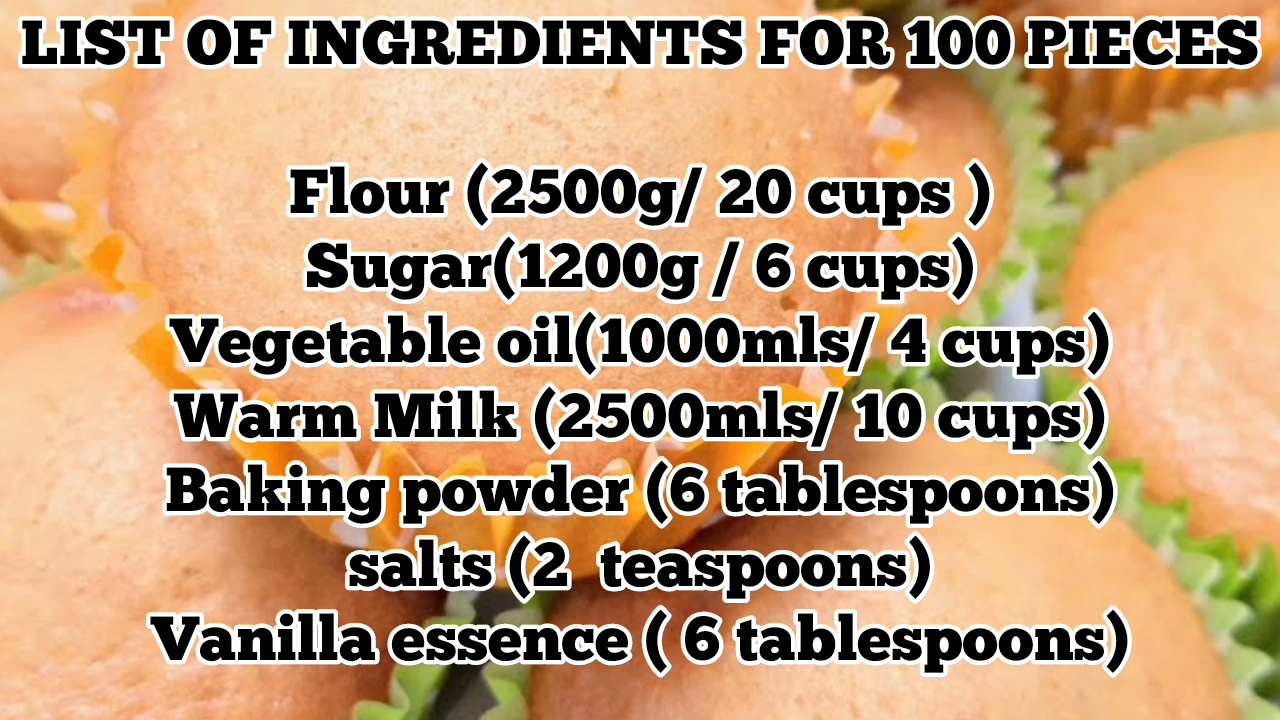 LIST OF INGREDIENTS FOR 100 PIECES
Flour (2500g/ 20 cups )
Sugar(1200g / 6 cups)
Vegetable oil(1000mls/ 4 cups)
Warm Milk (2500mls/ 10 cups)
Baking powder (6 tablespoons)
salts (2  teaspoons)
Vanilla essence ( 6 tablespoons)